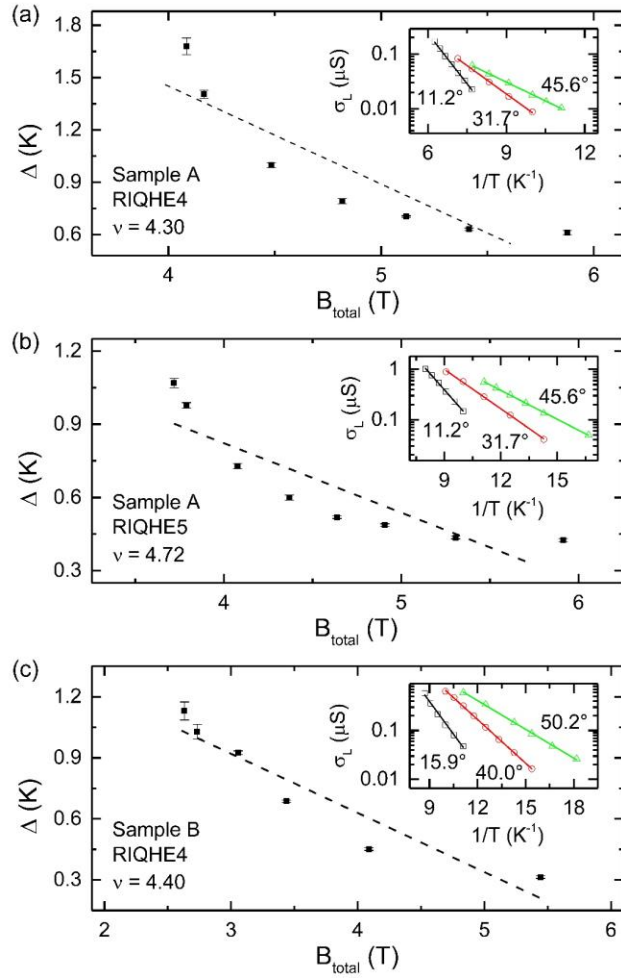 (a)
1.8
1.5
1.2
0.9
0.6
Δ (K)
Sample A
RIQHE4
ν = 4.30
4
5
6
B_total (T)
σ_L (μS)
0.1
0.01
11.2°
31.7°
45.6°
6
9
12
1/T (K⁻¹)
(b)
1.2
0.9
0.6
0.3
Δ (K)
Sample A
RIQHE5
ν = 4.72
4
5
6
B_total (T)
σ_L (μS)
1
0.1
11.2°
31.7°
45.6°
9
12
15
1/T (K⁻¹)
(c)
1.2
0.9
0.6
0.3
Δ (K)
Sample B
RIQHE4
ν = 4.40
2
3
4
5
6
B_total (T)
σ_L (μS)
0.1
0.01
15.9°
40.0°
50.2°
9
12
15
18
1/T (K⁻¹)